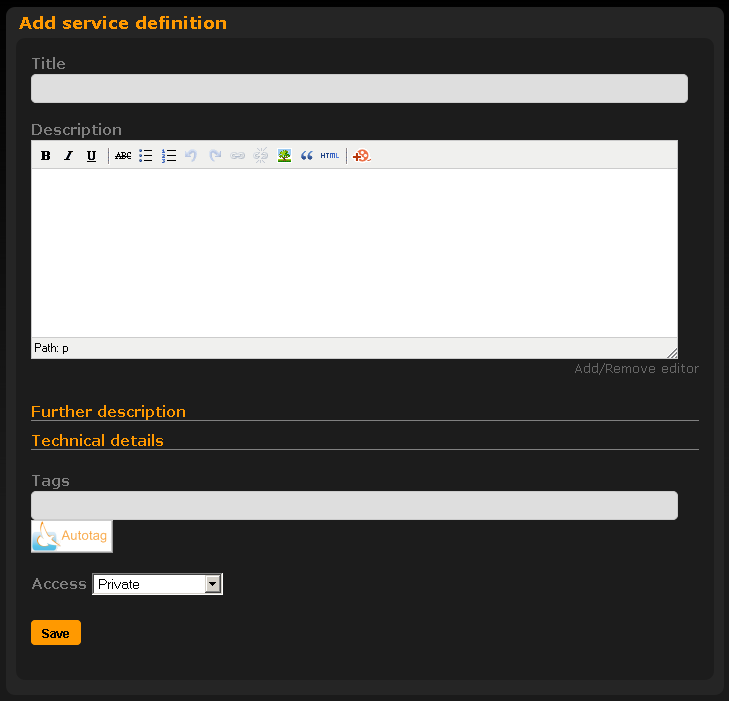 Add service definition
Title
Description
B I U ABC HTML
Path: p
Add/Remove editor
Further description
Technical details
Tags
Autotag
Access Private
Save